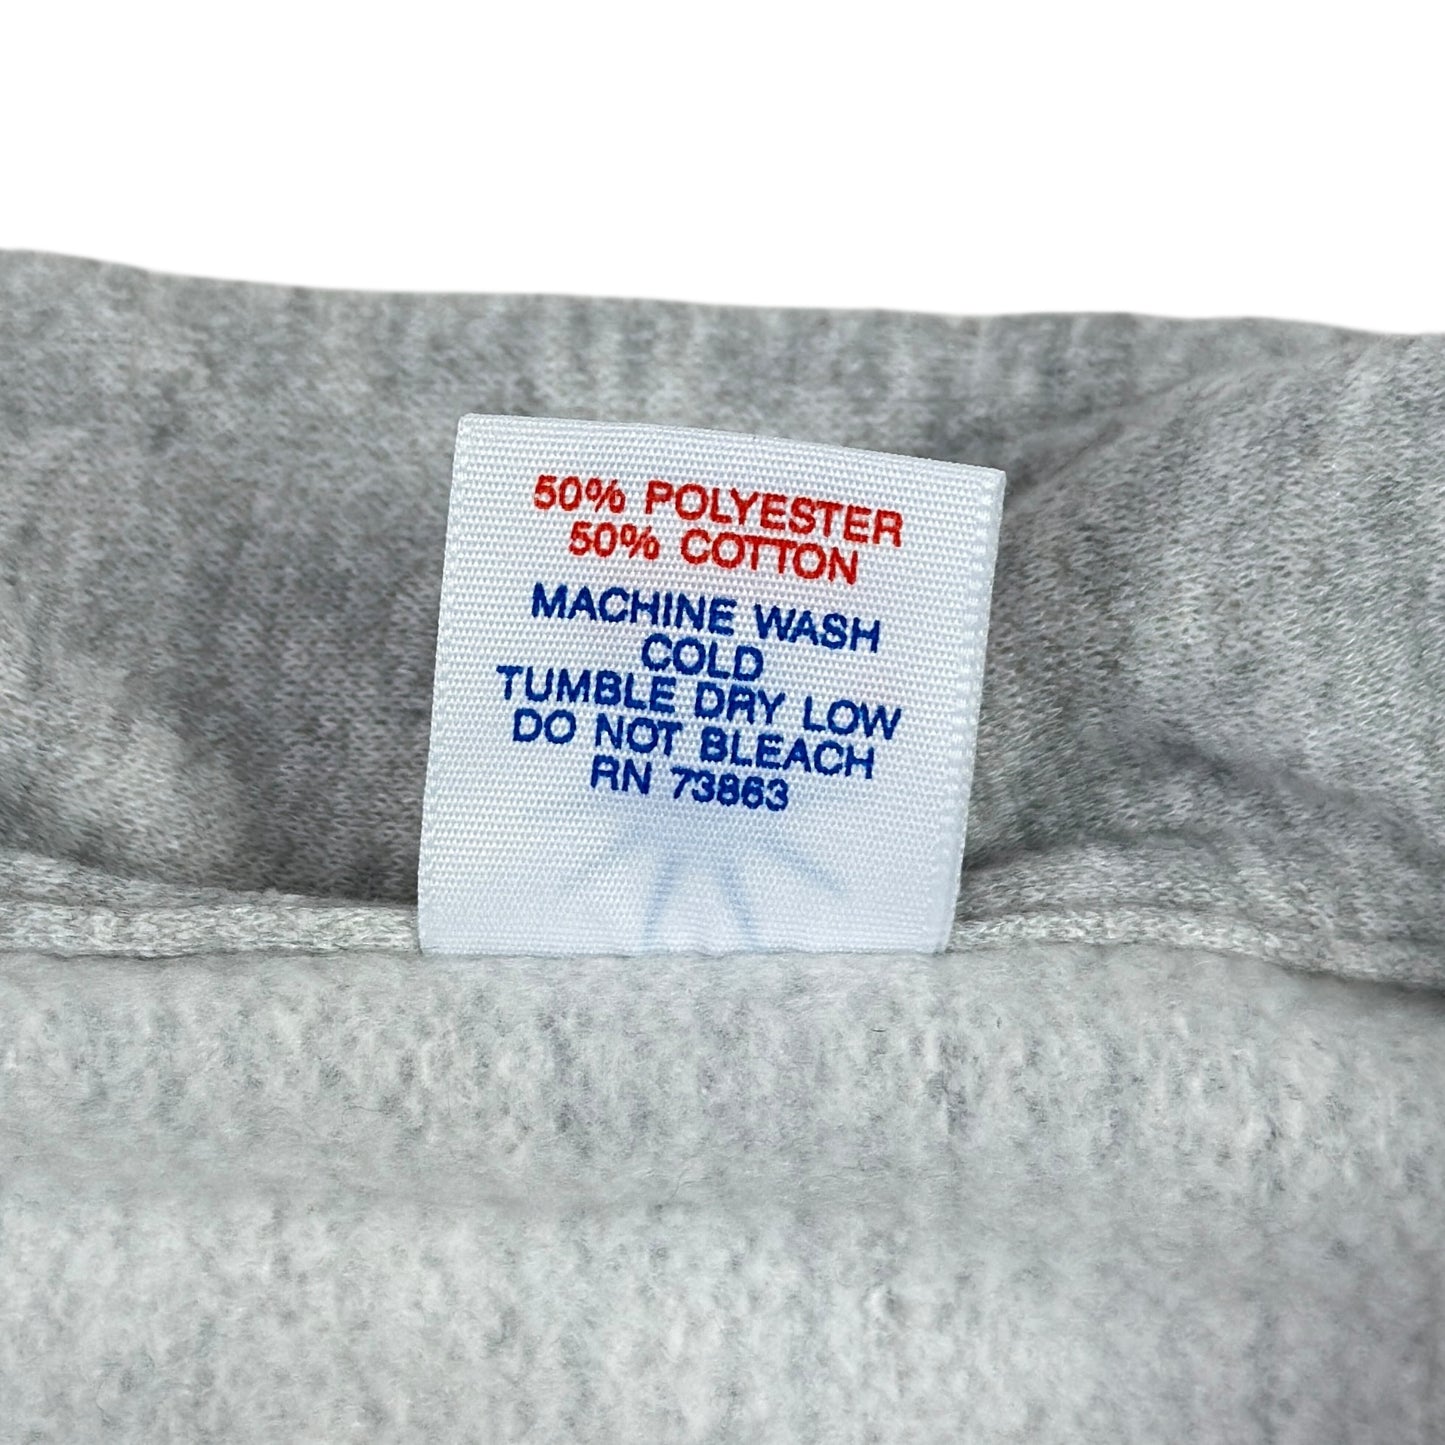 50% POLYESTER
50% COTTON
MACHINE WASH
COLD
TUMBLE DRY LOW
DO NOT BLEACH
RN 73863